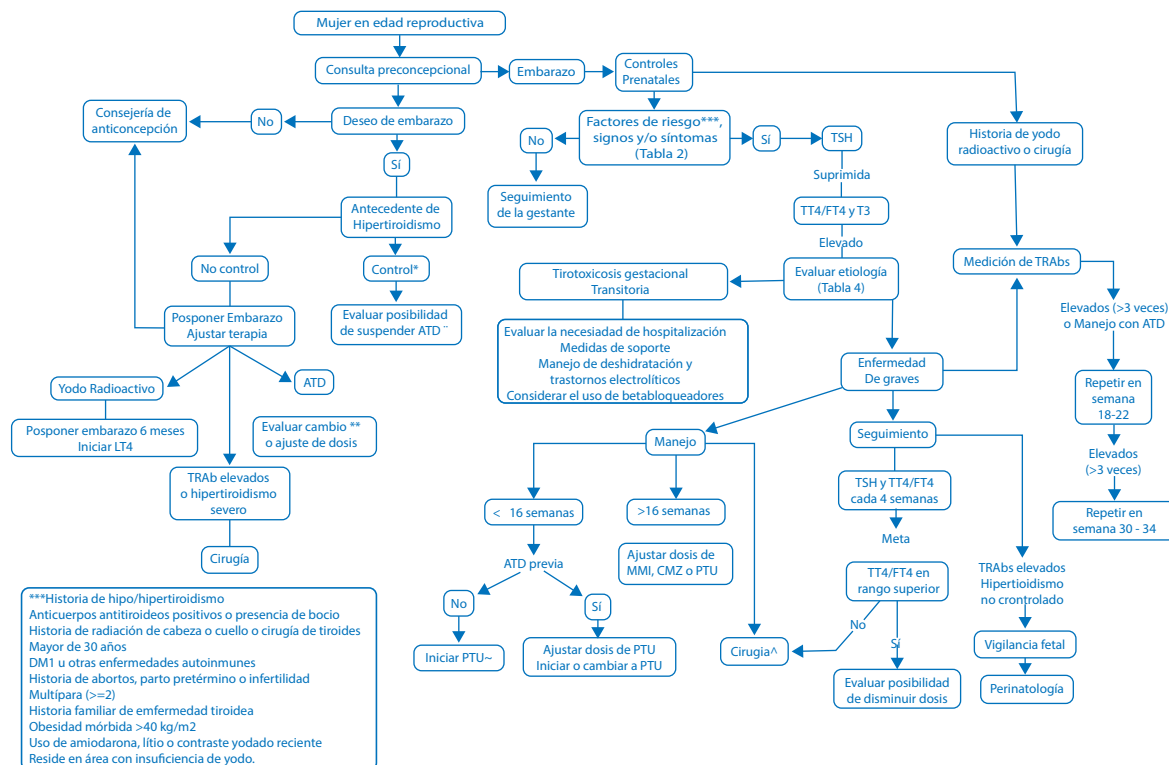 Mujer en edad reproductiva
Consulta preconcepcional
Embarazo
Controles
Prenatales
Consejería de
anticoncepción
No
Deseo de embarazo
Factores de riesgo***,
signos y/o síntomas
(Tabla 2)
No
Sí
TSH
Historia de yodo
radioactivo o cirugía
Sí
Suprimida
Seguimiento
de la gestante
Antecedente de
Hipertiroidismo
TT4/FT4 y T3
Elevado
No control
Control*
Tirotoxicosis gestacional
Transitoria
Evaluar etiología
(Tabla 4)
Medición de TRAbs
Posponer Embarazo
Ajustar terapia
Evaluar posibilidad
de suspender ATD ¨
Elevados (>3 veces)
o Manejo con ATD
Evaluar la necesiadad de hospitalización
Medidas de soporte
Manejo de deshidratación y
trastornos electrolíticos
Considerar el uso de betabloqueadores
Enfermedad
De graves
Yodo Radioactivo
ATD
Repetir en
semana
18-22
Posponer embarazo 6 meses
Iniciar LT4
Evaluar cambio **
o ajuste de dosis
Manejo
Seguimiento
Elevados
(>3 veces)
TRAb elevados
o hipertiroidismo
severo
TSH y TT4/FT4
cada 4 semanas
< 16 semanas
>16 semanas
Repetir en
semana 30 - 34
Meta
Cirugía
ATD previa
Ajustar dosis de
MMI, CMZ o PTU
TT4/FT4 en
rango superior
TRAbs elevados
Hipertioidismo
no crontrolado
No
Sí
No
Sí
Iniciar PTU~
Ajustar dosis de PTU
Iniciar o cambiar a PTU
Cirugia^
Vigilancia fetal
Evaluar posibilidad
de disminuir dosis
Perinatología
***Historia de hipo/hipertiroidismo
Anticuerpos antitiroideos positivos o presencia de bocio
Historia de radiación de cabeza o cuello o cirugía de tiroides
Mayor de 30 años
DM1 u otras enfermedades autoinmunes
Historia de abortos, parto pretérmino o infertilidad
Multípara (>=2)
Historia familiar de emfermedad tiroidea
Obesidad mórbida >40 kg/m2
Uso de amiodarona, lítio o contraste yodado reciente
Reside en área con insuficiencia de yodo.